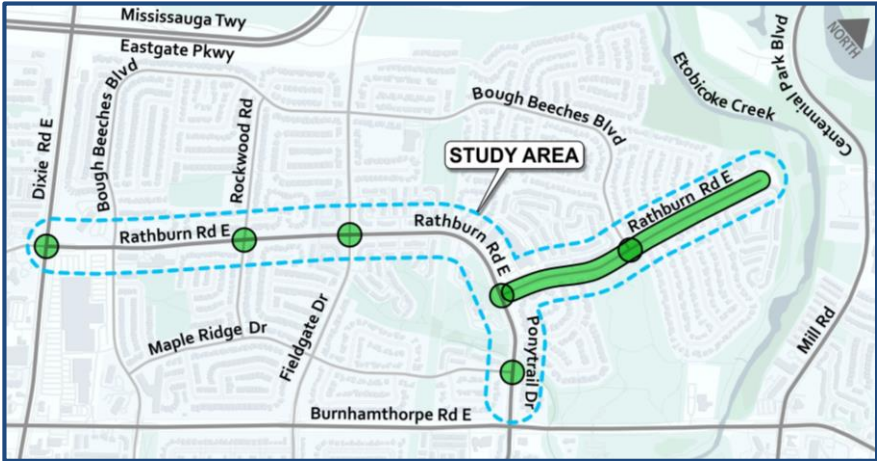 Mississauga Twy
Eastgate Pkwy
Dixie Rd E
Bough Beeches Blvd
Rockwood Rd
Bough Beeches Blvd
Etobicoke Creek
Centennial Park Blvd
NORTH
STUDY AREA
Rathburn Rd E
Rathburn Rd E
Rathburn Rd E
Maple Ridge Dr
Fieldgate Dr
Ponytrail Dr
Mill Rd
Burnhamthorpe Rd E